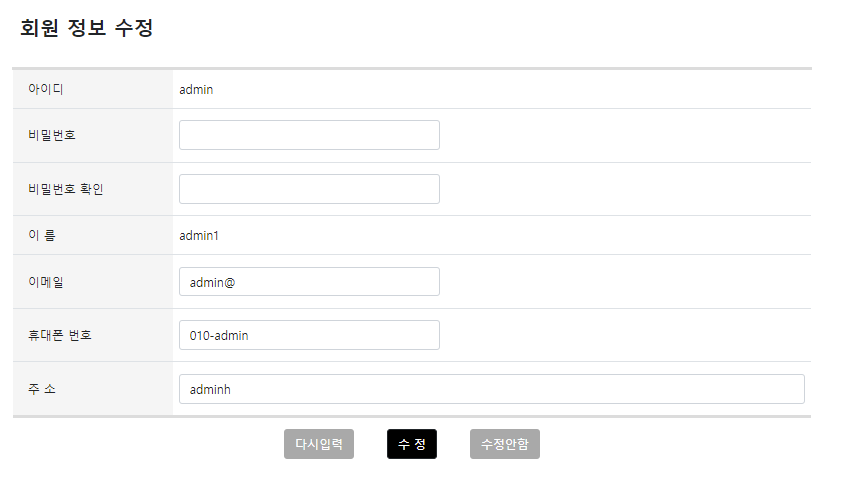 회원 정보 수정
아이디 admin
비밀번호
비밀번호 확인
이 름 admin1
이메일 admin@
휴대폰 번호 010-admin
주 소 adminh
다시입력 수 정 수정안함